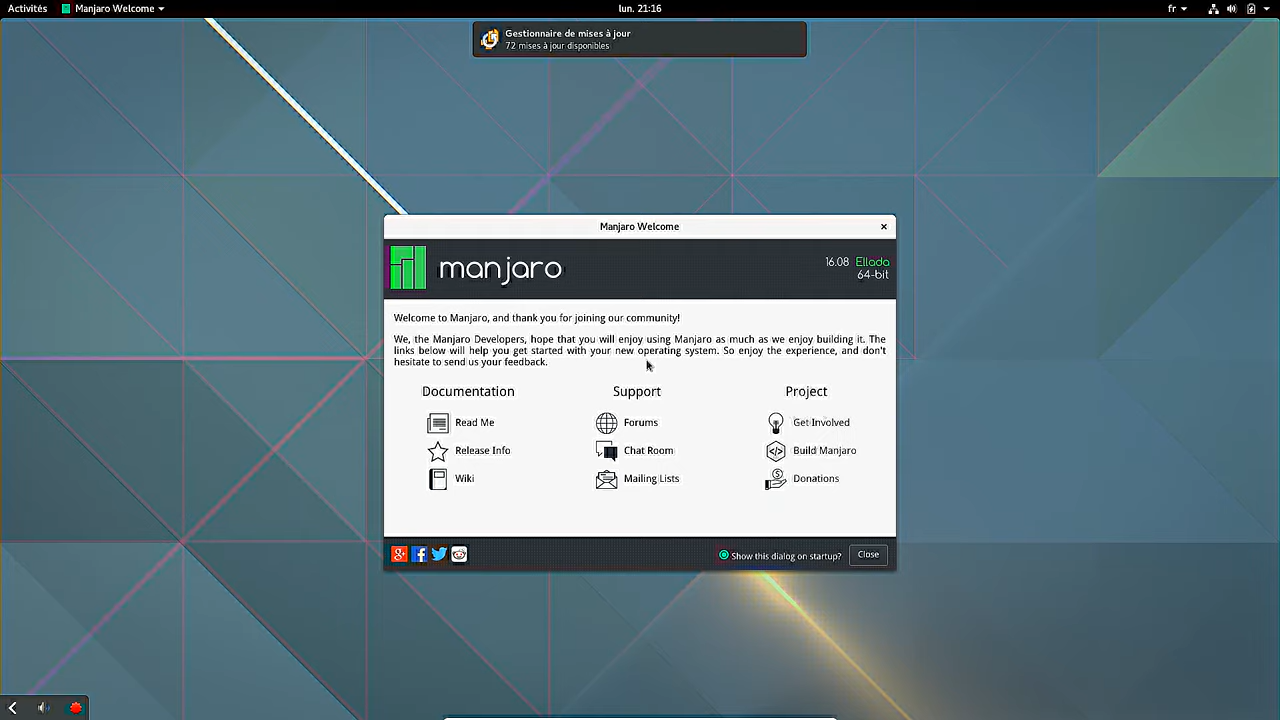 Activités Manjaro Welcome lun. 21:16 fr
Gestionnaire de mises à jour
72 mises à jour disponibles
Manjaro Welcome
manjaro
16.08 Ellada
64-bit
Welcome to Manjaro, and thank you for joining our community!
We, the Manjaro Developers, hope that you will enjoy using Manjaro as much as we enjoy building it. The
links below will help you get started with your new operating system. So enjoy the experience, and don't
hesitate to send us your feedback.
Documentation Support Project
Read Me Forums Get Involved
Release Info Chat Room Build Manjaro
Wiki Mailing Lists Donations
Show this dialog on startup? Close